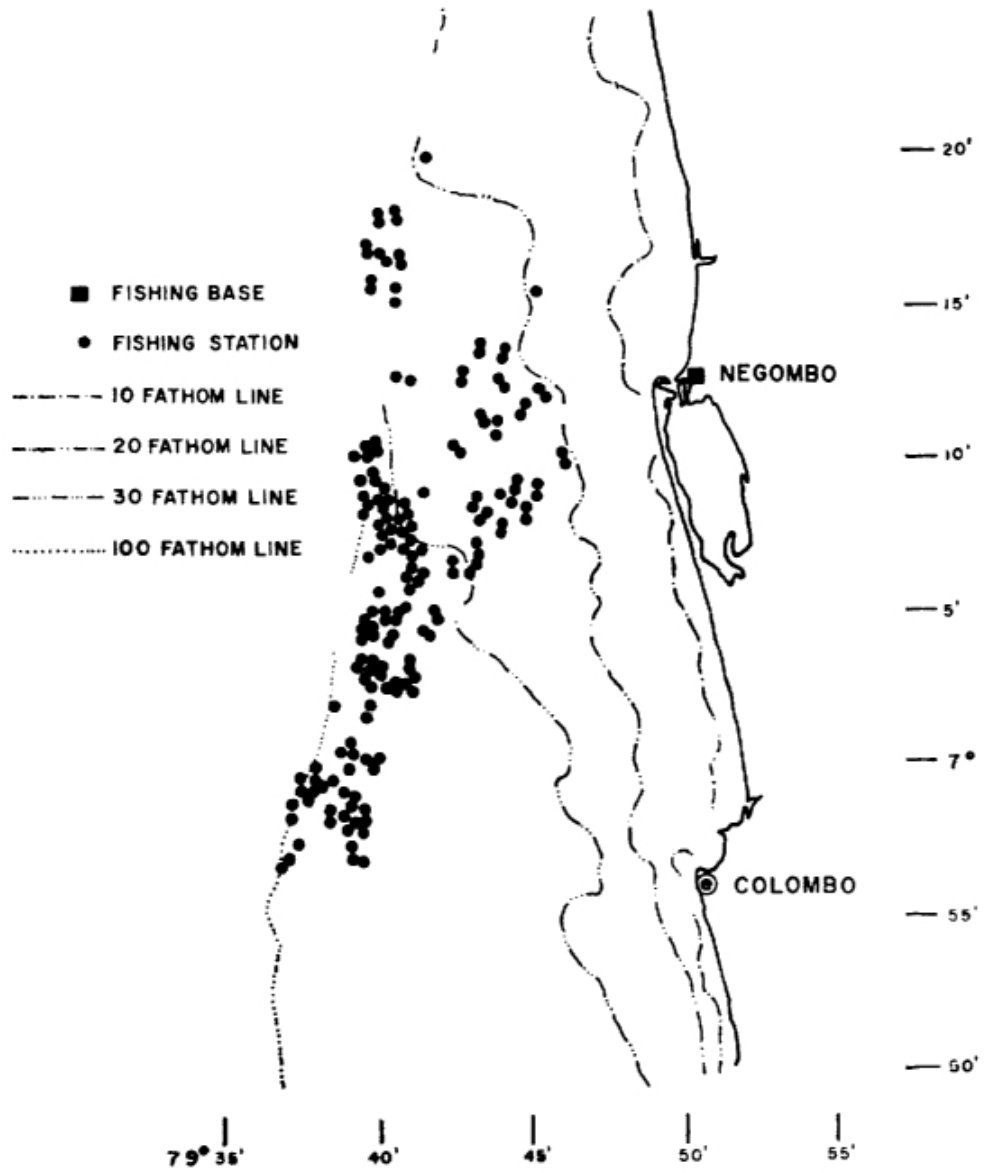 20'
15'
FISHING BASE
FISHING STATION
NEGOMBO
10 FATHOM LINE
20 FATHOM LINE
10'
30 FATHOM LINE
100 FATHOM LINE
5'
7°
COLOMBO
55'
50'
79° 35'
40'
45'
50'
55'